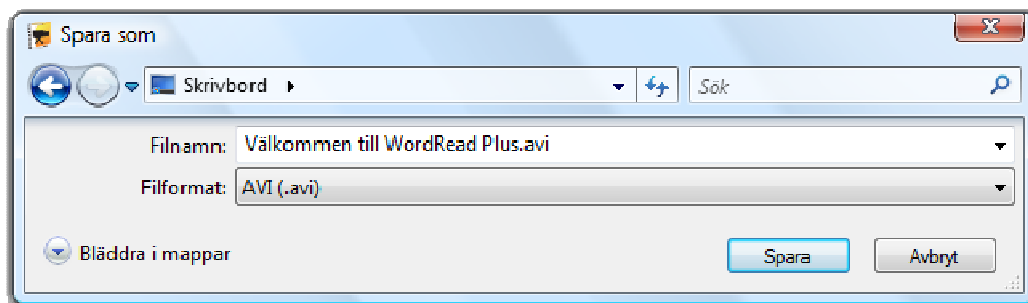 Spara som
Skrivbord
Sök
Filnamn: Välkommen till WordRead Plus.avi
Filformat: AVI (.avi)
Bläddra i mappar
Spara
Avbryt